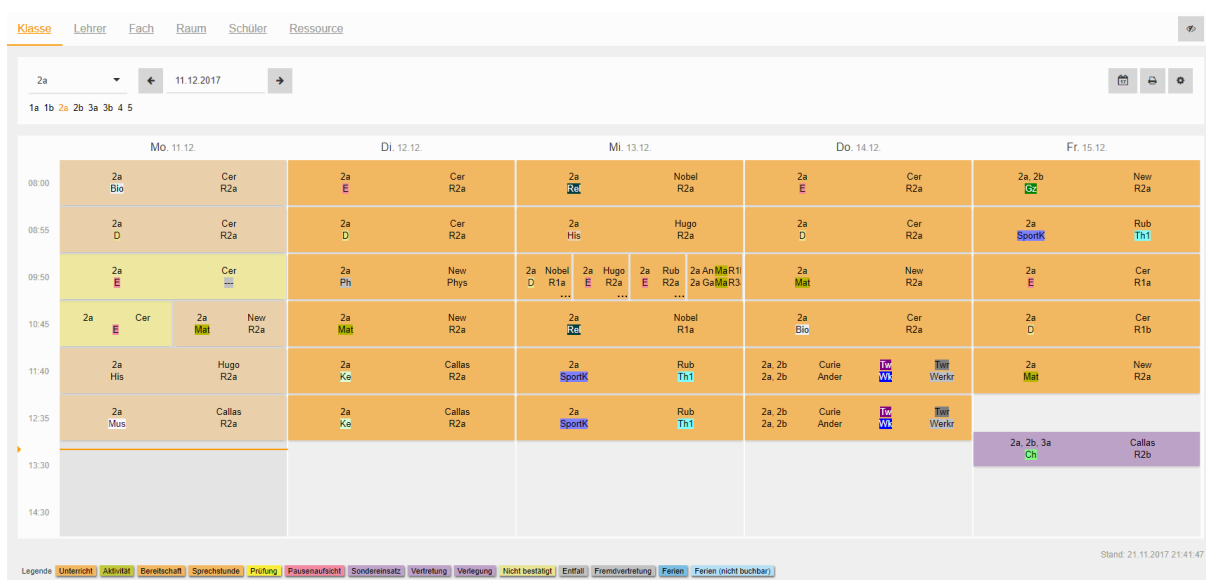 Klasse Lehrer Fach Raum Schüler Ressource
2a 11.12.2017
1a 1b 2a 2b 3a 3b 4 5
Mo. 11.12. Di. 12.12. Mi. 13.12. Do. 14.12. Fr. 15.12.
2a Cer 2a Cer 2a Nobel 2a Cer 2a, 2b New
08:00
Bio R2a E R2a Rel R2a E R2a Gz R2a
2a Cer 2a Cer 2a Hugo 2a Cer 2a Rub
08:55
D R2a D R2a His R2a D R2a SportK Th1
2a Cer 2a New 2a Nobel 2a Hugo 2a Rub 2a An Ma R1 2a New 2a Cer
09:50
E --- Ph Phys D R1a E R2a E R2a 2a Ga Ma R3 Mat R2a E R1a
... ... ...
2a Cer 2a New 2a New 2a Nobel 2a Cer 2a Cer
10:45
E Mat R2a Mat R2a Rel R1a Bio R2a D R1b
2a Hugo 2a Callas 2a Rub 2a, 2b Curie Tw Twr 2a New
11:40
His R2a Ke R2a SportK Th1 2a, 2b Ander Wk Werkr Mat R2a
2a Callas 2a Callas 2a Rub 2a, 2b Curie Tw Twr
12:35
Mus R2a Ke R2a SportK Th1 2a, 2b Ander Wk Werkr
2a, 2b, 3a Callas
Ch R2b
13:30
14:30
Stand: 21.11.2017 21:41:47
Legende Unterricht Aktivität Bereitschaft Sprechstunde Prüfung Pausenaufsicht Sondereinsatz Vertretung Verlegung Nicht bestätigt Entfall Fremdvertretung Ferien Ferien (nicht buchbar)